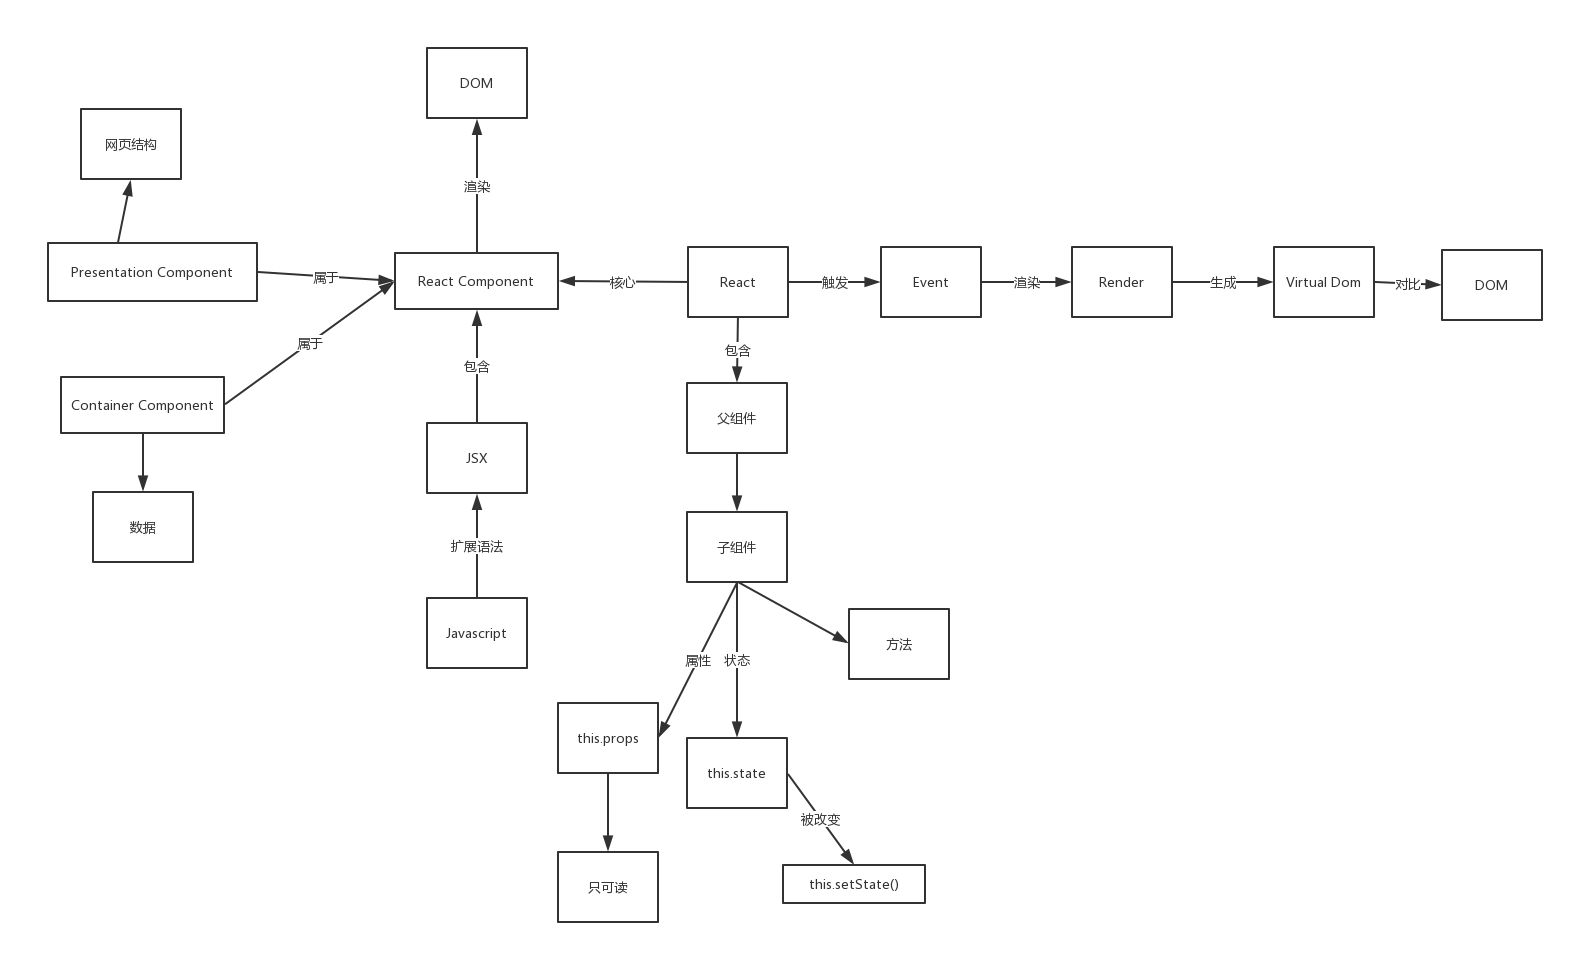 DOM
网页结构
渲染
Presentation Component
属于
React Component
核心
React
触发
Event
渲染
Render
生成
Virtual Dom
对比
DOM
属于
包含
包含
Container Component
父组件
JSX
数据
扩展语法
子组件
Javascript
方法
属性
状态
this.props
this.state
被改变
只可读
this.setState()